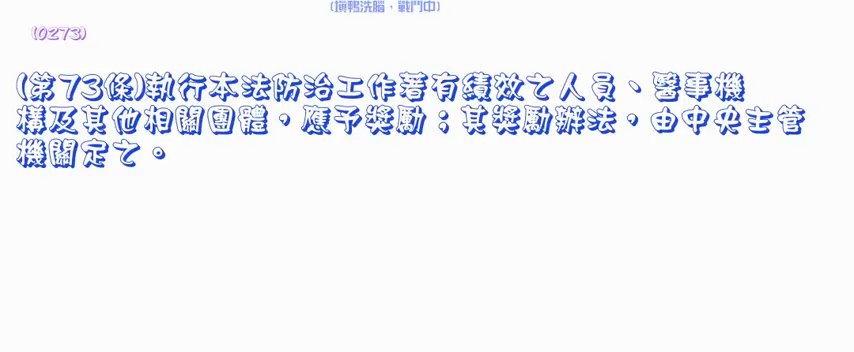 (填鴨洗腦，戰鬥中)
(0273)
(第73條)執行本法防治工作著有績效之人員、醫事機
構及其他相關團體，應予獎勵；其獎勵辦法，由中央主管
機關定之。